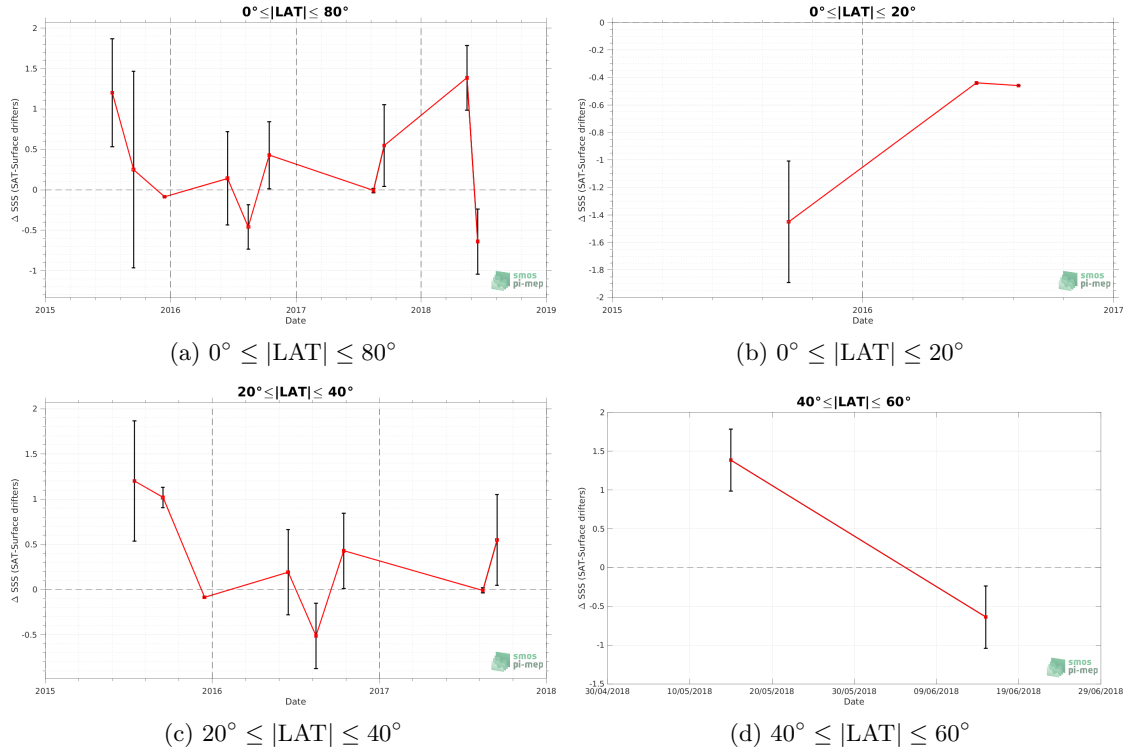 0°≤|LAT|≤ 80°
2
1.5
1
0.5
0
-0.5
-1
Δ SSS (SAT-Surface drifters)
2015
2016
2017
2018
2019
Date
smos
pi-mep
(a) 0° ≤ |LAT| ≤ 80°
0°≤|LAT|≤ 20°
0
-0.2
-0.4
-0.6
-0.8
-1
-1.2
-1.4
-1.6
-1.8
-2
Δ SSS (SAT-Surface drifters)
2015
2016
2017
Date
smos
pi-mep
(b) 0° ≤ |LAT| ≤ 20°
20°≤|LAT|≤ 40°
2
1.5
1
0.5
0
-0.5
Δ SSS (SAT-Surface drifters)
2015
2016
2017
2018
Date
smos
pi-mep
(c) 20° ≤ |LAT| ≤ 40°
40°≤|LAT|≤ 60°
2
1.5
1
0.5
0
-0.5
-1
-1.5
Δ SSS (SAT-Surface drifters)
30/04/2018
10/05/2018
20/05/2018
30/05/2018
09/06/2018
19/06/2018
29/06/2018
Date
smos
pi-mep
(d) 40° ≤ |LAT| ≤ 60°